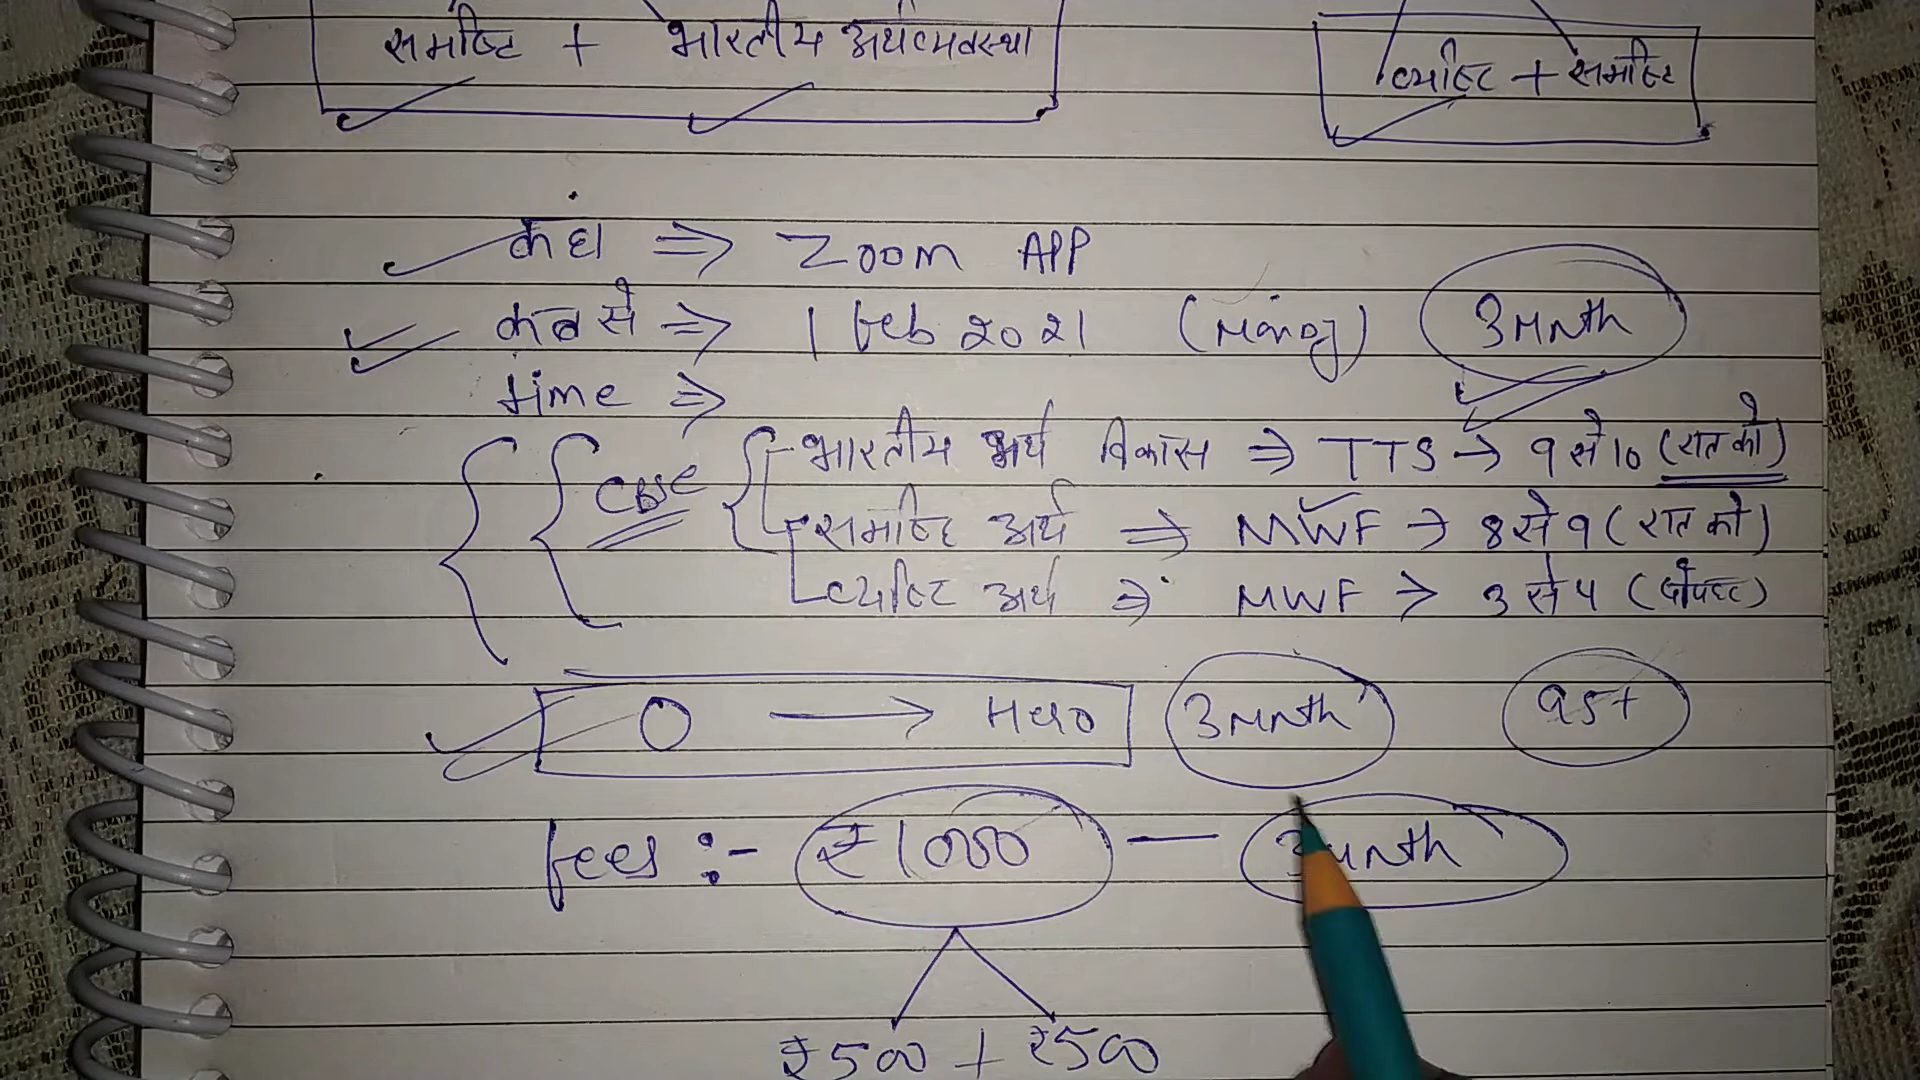 समष्टि + भारतीय अर्थव्यवस्था
व्यष्टि + समष्टि
कहां ⇒ Zoom APP
कब से ⇒ 1 Feb 2021 3 Mnth
time ⇒
CBSE
भारतीय अर्थ विकास ⇒ TTS → 9 से 10 (रात को)
समष्टि अर्थ ⇒ MWF → 8 से 9 (रात को)
व्यष्टि अर्थ ⇒ MWF → 3 से 4 (दोपहर)
0 → Hero 3 Mnth 95+
fees :- ₹1000 — 3 Mnth
₹500 + ₹500